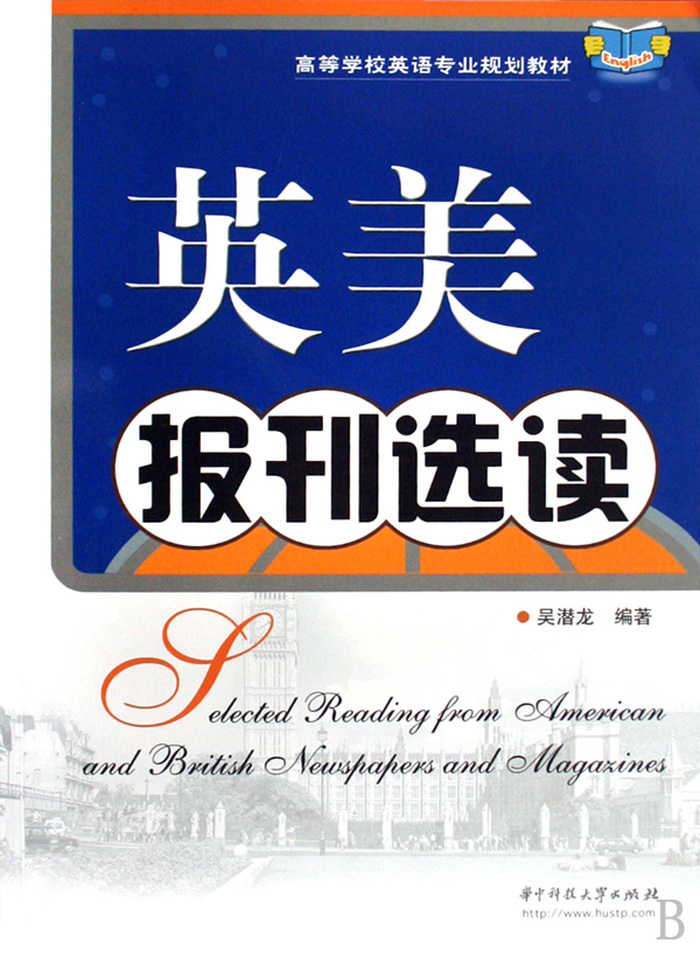 高等学校英语专业规划教材
English
英美
报刊选读
吴潜龙 编著
Selected Reading from American
and British Newspapers and Magazines
华中科技大学出版社
http://www.hustp.com
B